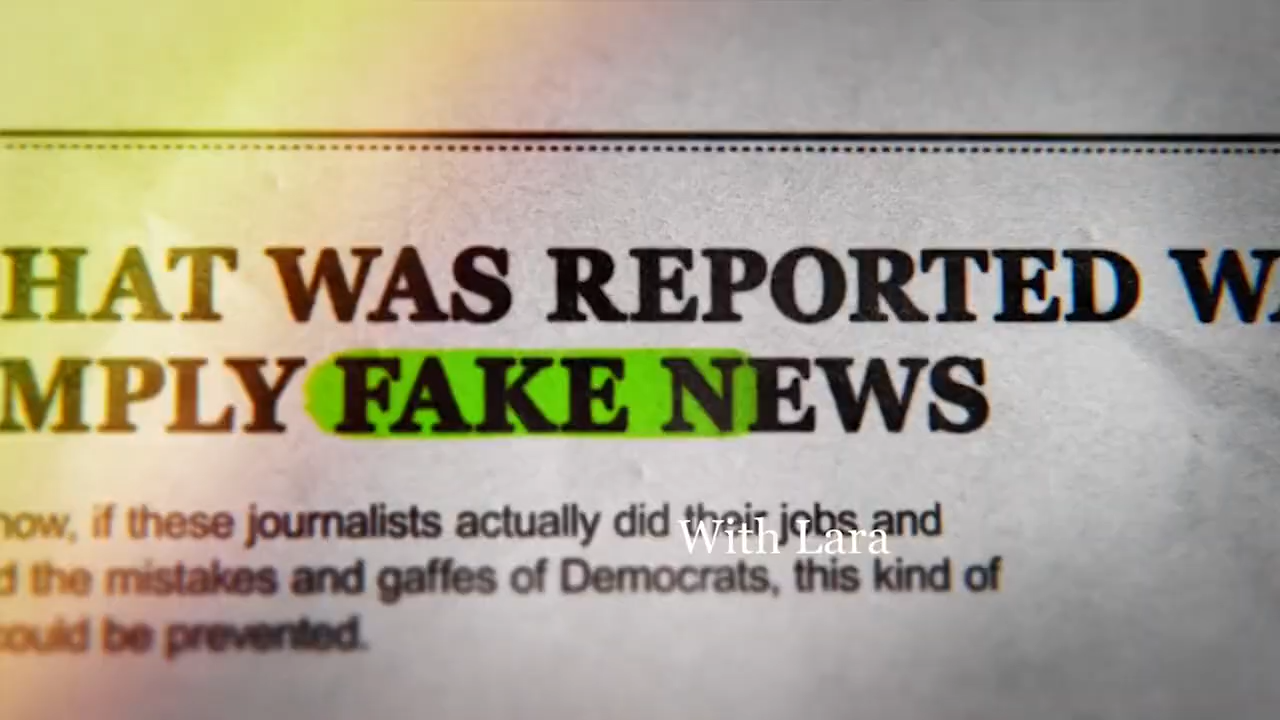 HAT WAS REPORTED WA
MPLY FAKE NEWS
now, if these journalists actually did their jobs and
With Lara
d the mistakes and gaffes of Democrats, this kind of
could be prevented.